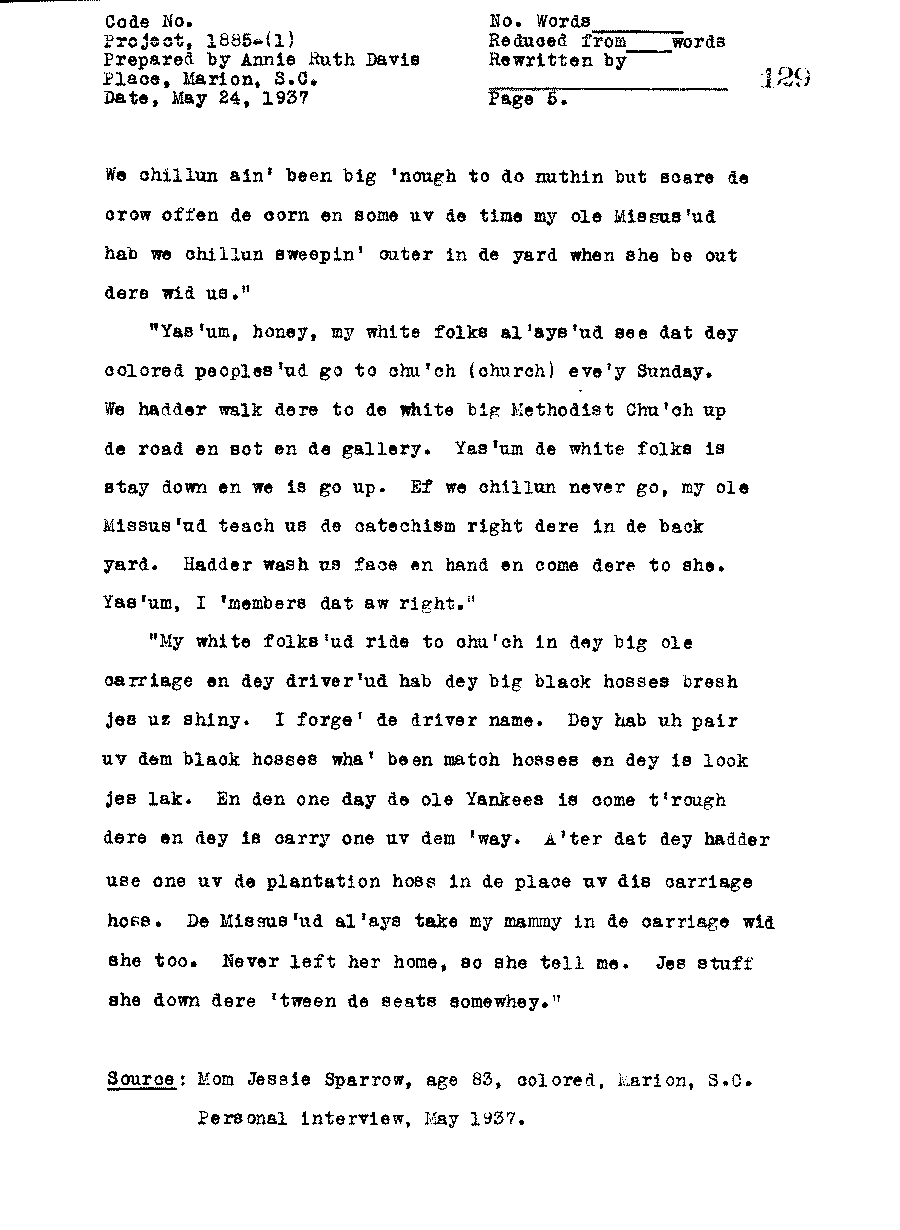 Code No.
Project, 1885-(1)
Prepared by Annie Ruth Davis
Place, Marion, S.C.
Date, May 24, 1937
No. Words
Reduced from words
Rewritten by
Page 5.
129
We chillun ain' been big 'nough to do nuthin but scare de
crow offen de corn en some uv de time my ole Missus'ud
hab we chillun sweepin' outer in de yard when she be out
dere wid us."
"Yas'um, honey, my white folks al'ays'ud see dat dey
colored peoples'ud go to chu'ch (church) eve'y Sunday.
We hadder walk dere to de white big Methodist Chu'ch up
de road en sot en de gallery. Yas'um de white folks is
stay down en we is go up. Ef we chillun never go, my ole
Missus'ud teach us de catechism right dere in de back
yard. Hadder wash us face en hand en come dere to she.
Yas'um, I 'members dat aw right."
"My white folks'ud ride to chu'ch in dey big ole
carriage en dey driver'ud hab dey big black hosses bresh
jes uz shiny. I forge' de driver name. Dey hab uh pair
uv dem black hosses wha' been match hosses en dey is look
jes lak. En den one day de ole Yankees is come t'rough
dere en dey is carry one uv dem 'way. A'ter dat dey hadder
use one uv de plantation hoss in de place uv dis carriage
hoss. De Missus'ud al'ays take my mammy in de carriage wid
she too. Never left her home, so she tell me. Jes stuff
she down dere 'tween de seats somewhey."
Source: Mom Jessie Sparrow, age 83, colored, Marion, S.C.
Personal interview, May 1937.